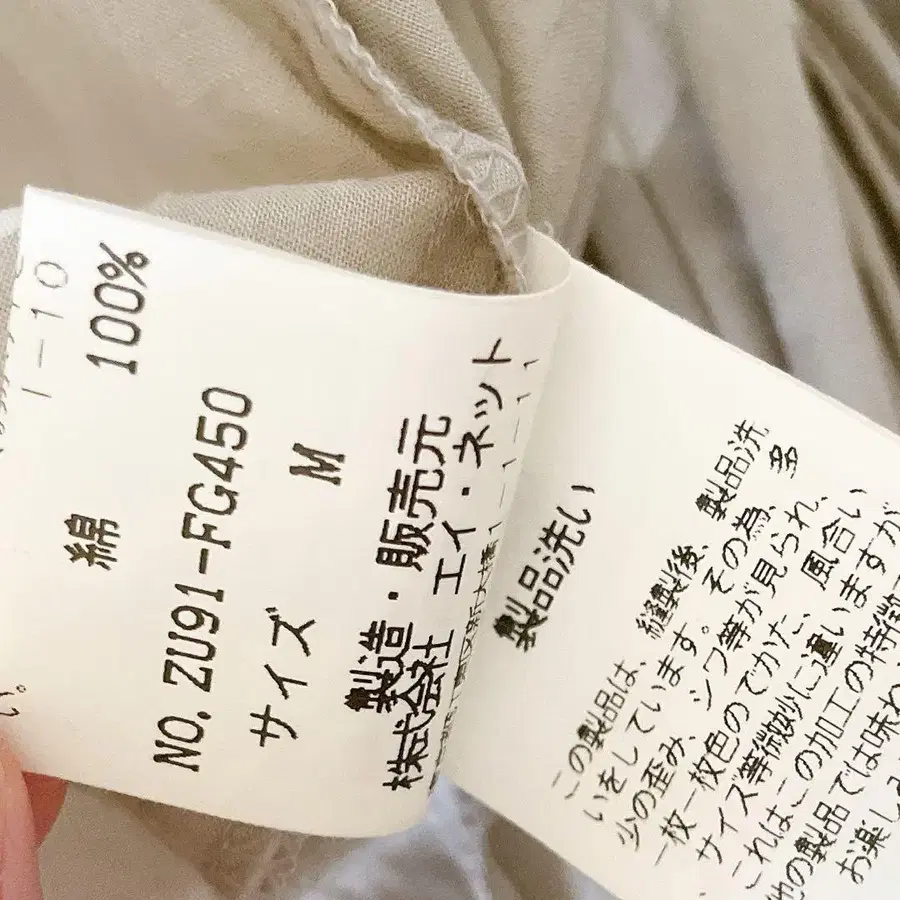 綿 100%
NO. ZU91-FG450
サイズ M
製造・販売元
株式会社 エイ・ネット
製品洗い
この製品は、縫製後、製品洗
いをしています。その為、多
少の歪み、シワ等が見られ、
一枚一枚色のでかた、風合い
サイズ等微妙に違いますが
これはこの加工の特徴
他の製品では味わ
お楽し